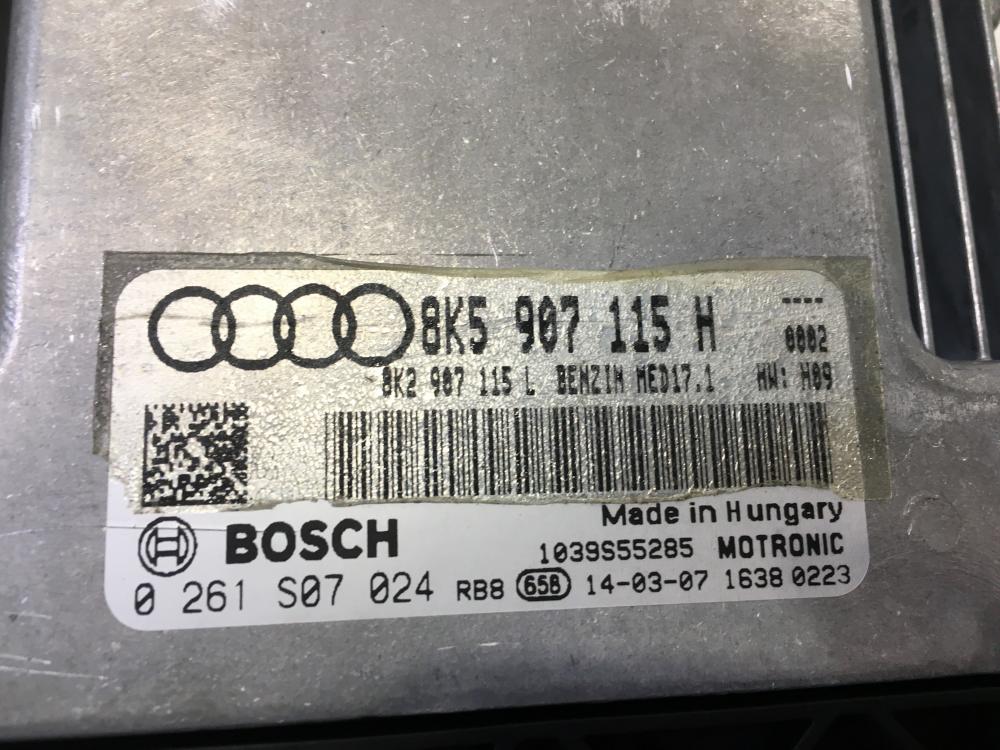 8K5 907 115 H ----
0002
8K2 907 115 L BENZIN MED17.1 HW: H09
Made in Hungary
BOSCH 1039S55285 MOTRONIC
0 261 S07 024 RB8 658 14-03-07 1638 0223